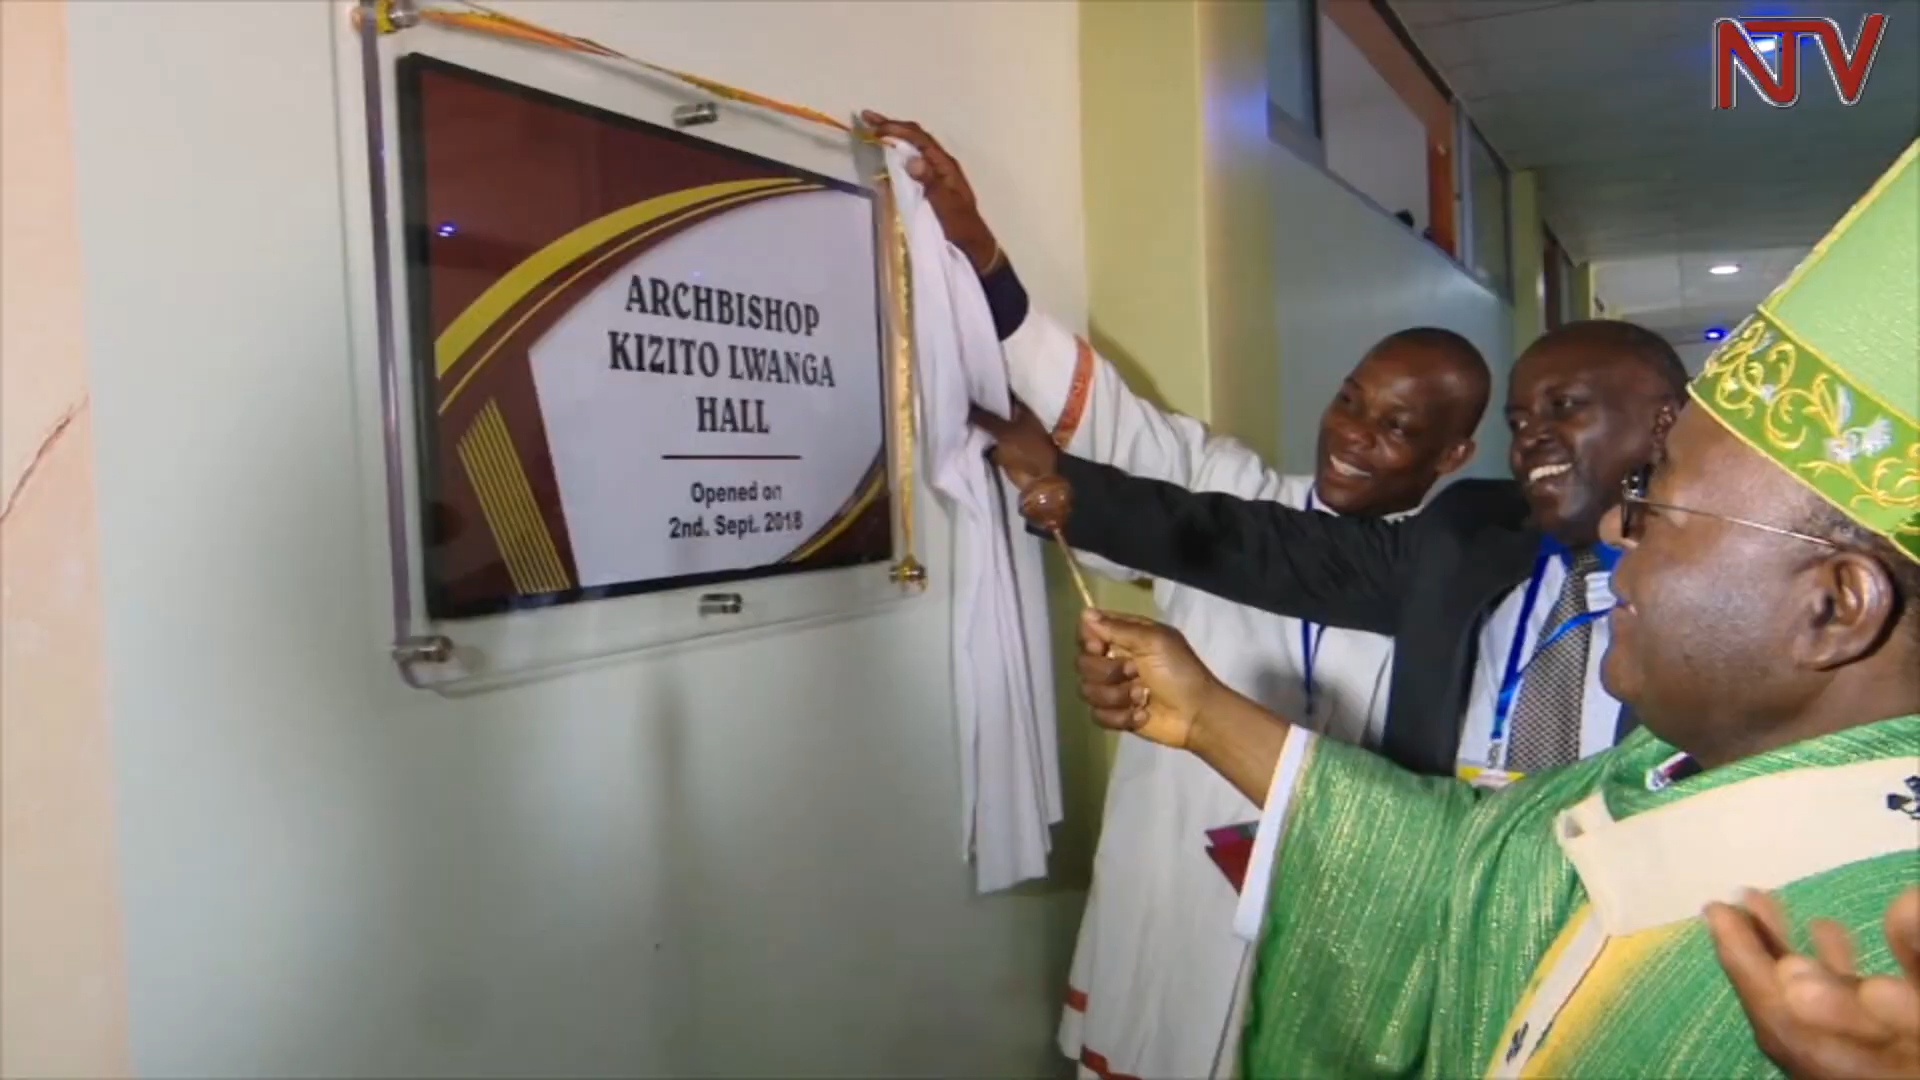 NTV
ARCHBISHOP
KIZITO LWANGA
HALL
Opened on
2nd. Sept. 2018